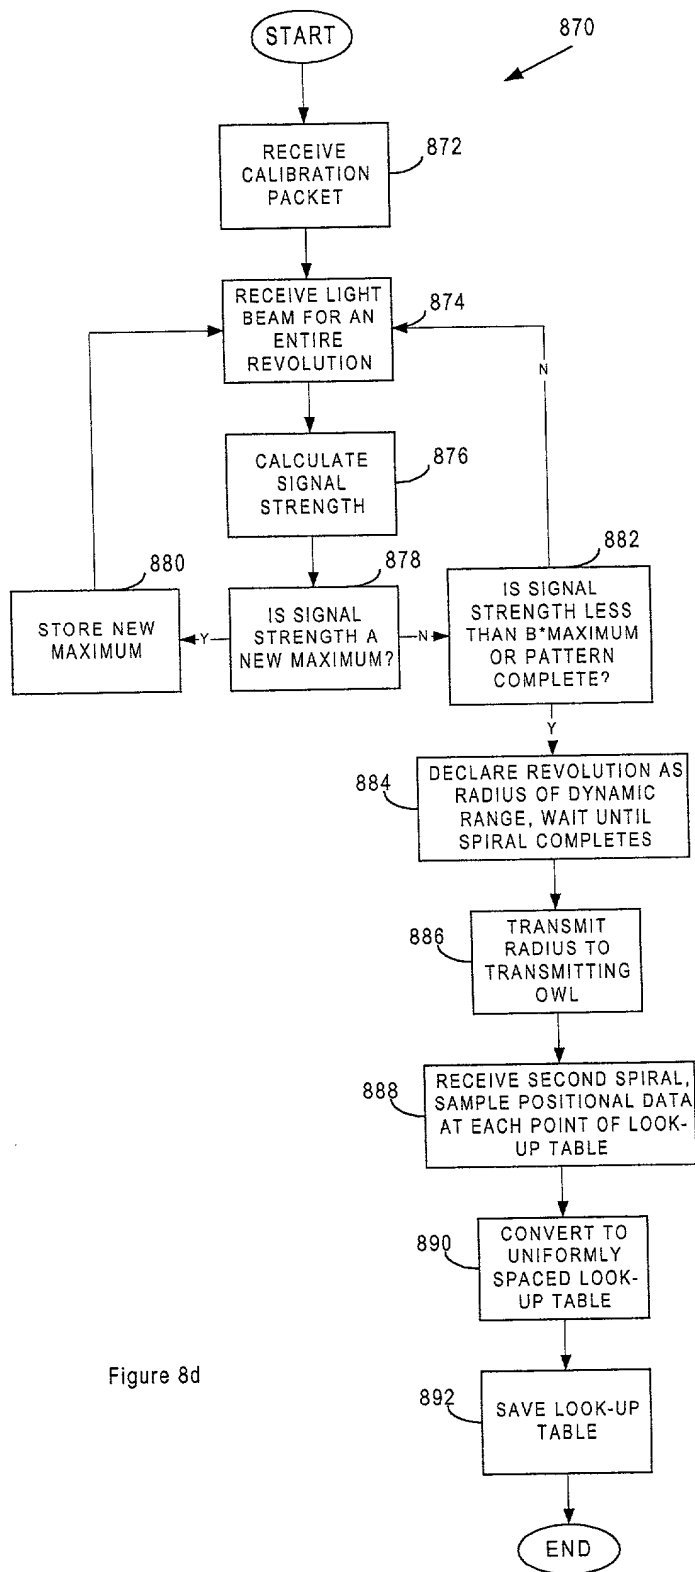 START
870
RECEIVE
CALIBRATION
PACKET
872
RECEIVE LIGHT
BEAM FOR AN
ENTIRE
REVOLUTION
874
N
CALCULATE
SIGNAL
STRENGTH
876
880
878
882
STORE NEW
MAXIMUM
Y
IS SIGNAL
STRENGTH A
NEW MAXIMUM?
N
IS SIGNAL
STRENGTH LESS
THAN B*MAXIMUM
OR PATTERN
COMPLETE?
Y
884
DECLARE REVOLUTION AS
RADIUS OF DYNAMIC
RANGE, WAIT UNTIL
SPIRAL COMPLETES
886
TRANSMIT
RADIUS TO
TRANSMITTING
OWL
888
RECEIVE SECOND SPIRAL,
SAMPLE POSITIONAL DATA
AT EACH POINT OF LOOK-
UP TABLE
890
CONVERT TO
UNIFORMLY
SPACED LOOK-
UP TABLE
Figure 8d
892
SAVE LOOK-UP
TABLE
END